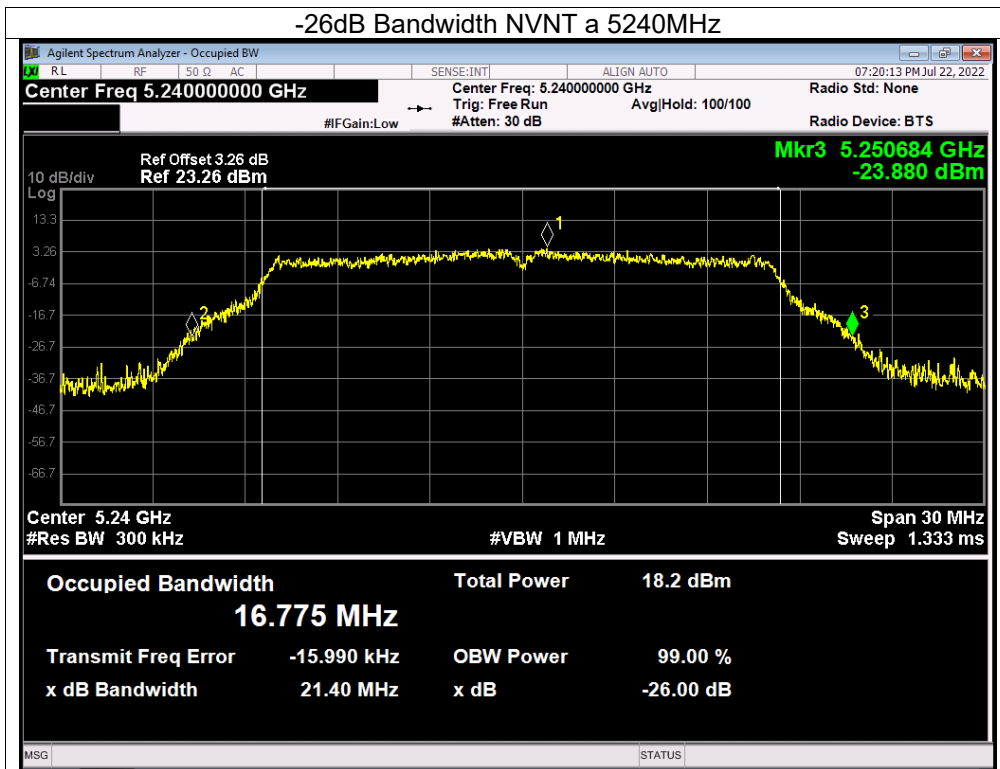 -26dB Bandwidth NVNT a 5240MHz
Agilent Spectrum Analyzer - Occupied BW
LXI RL RF 50 Ω AC SENSE:INT ALIGN AUTO 07:20:13 PM Jul 22, 2022
Center Freq 5.240000000 GHz Center Freq: 5.240000000 GHz Radio Std: None
Trig: Free Run Avg|Hold: 100/100
#IFGain:Low #Atten: 30 dB Radio Device: BTS
Mkr3 5.250684 GHz
-23.880 dBm
Ref Offset 3.26 dB
10 dB/div Ref 23.26 dBm
Log
13.3
3.26
-6.74
-16.7
-26.7
-36.7
-46.7
-56.7
-66.7
1
2
3
Center 5.24 GHz Span 30 MHz
#Res BW 300 kHz #VBW 1 MHz Sweep 1.333 ms
Occupied Bandwidth Total Power 18.2 dBm
16.775 MHz
Transmit Freq Error -15.990 kHz OBW Power 99.00 %
x dB Bandwidth 21.40 MHz x dB -26.00 dB
MSG STATUS